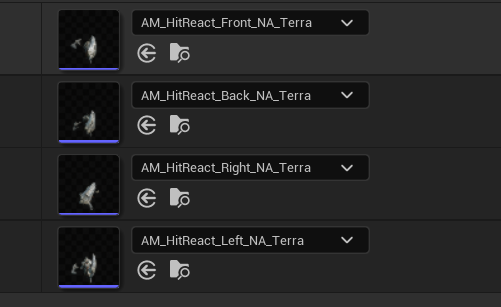 AM_HitReact_Front_NA_Terra
AM_HitReact_Back_NA_Terra
AM_HitReact_Right_NA_Terra
AM_HitReact_Left_NA_Terra